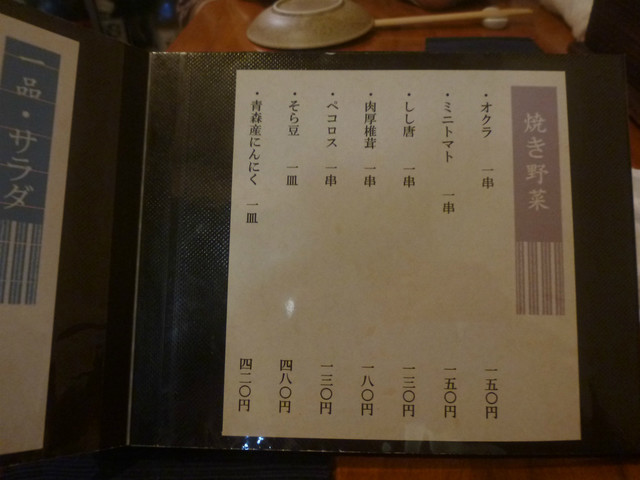 焼き野菜
・オクラ 一串 一五〇円
・ミニトマト 一串 一五〇円
・しし唐 一串 一三〇円
・肉厚椎茸 一串 一八〇円
・ペコロス 一串 一三〇円
・そら豆 一皿 四八〇円
・青森産にんにく 一皿 四二〇円
一品・サラダ